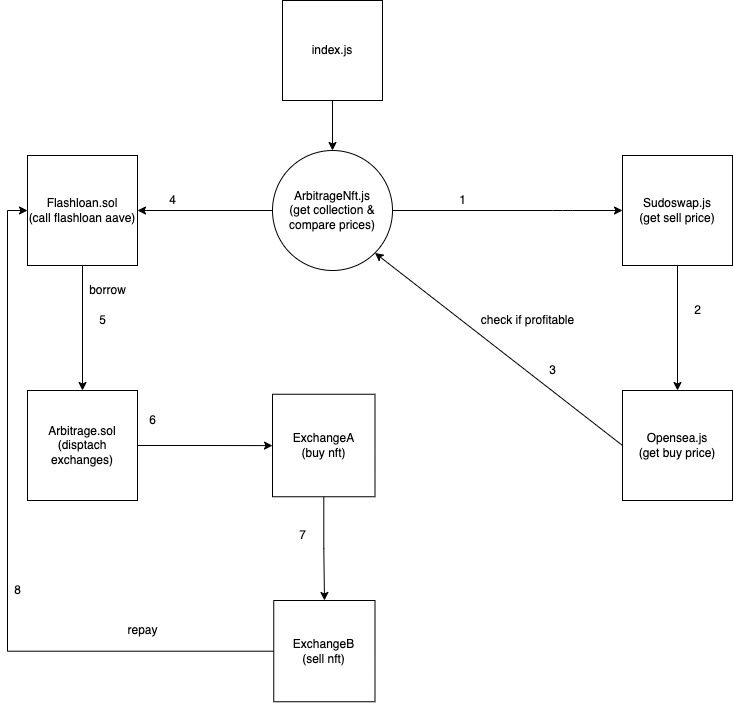 index.js
ArbitrageNft.js
(get collection &
compare prices)
Flashloan.sol
(call flashloan aave)
4
1
Sudoswap.js
(get sell price)
borrow
5
2
check if profitable
3
Arbitrage.sol
(disptach
exchanges)
6
ExchangeA
(buy nft)
Opensea.js
(get buy price)
7
8
repay
ExchangeB
(sell nft)